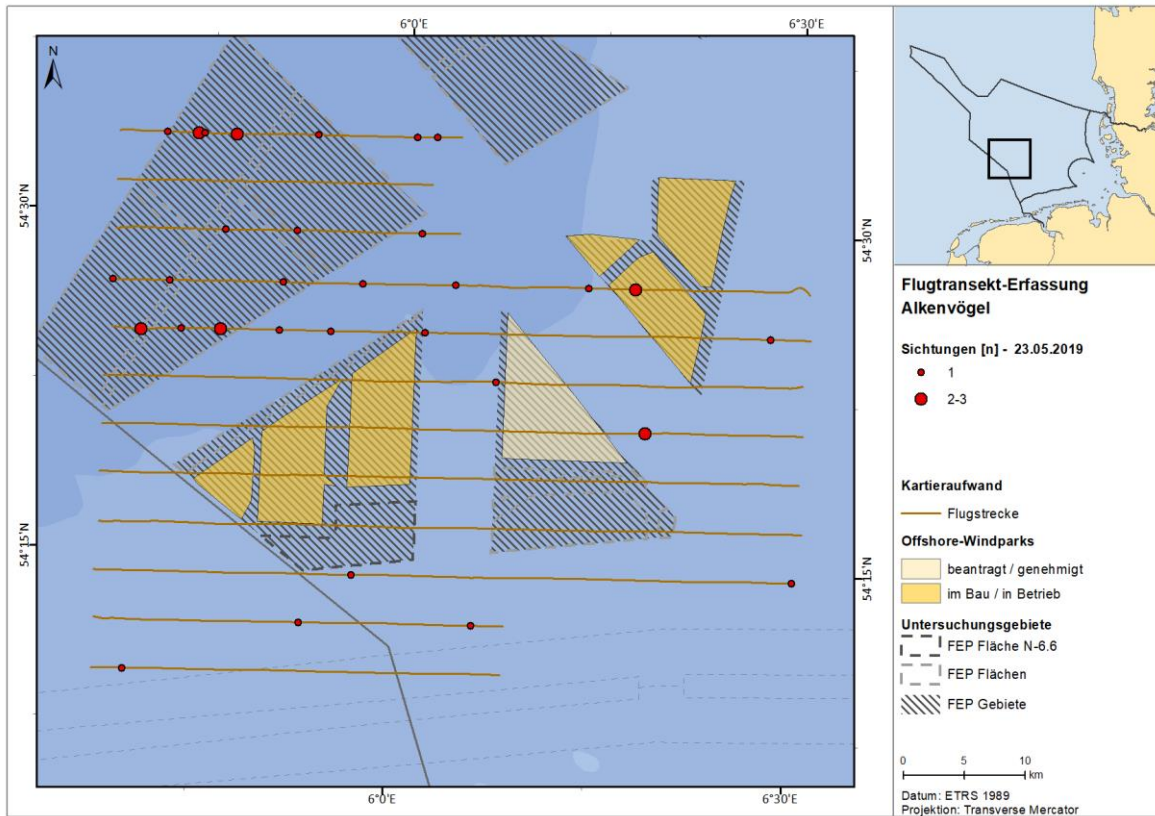 6°0'E
6°30'E
N
54°30'N
54°30'N
54°15'N
54°15'N
6°0'E
6°30'E
Flugtransekt-Erfassung
Alkenvögel
Sichtungen [n] - 23.05.2019
1
2-3
Kartieraufwand
Flugstrecke
Offshore-Windparks
beantragt / genehmigt
im Bau / in Betrieb
Untersuchungsgebiete
FEP Fläche N-6.6
FEP Flächen
FEP Gebiete
0 5 10
km
Datum: ETRS 1989
Projektion: Transverse Mercator